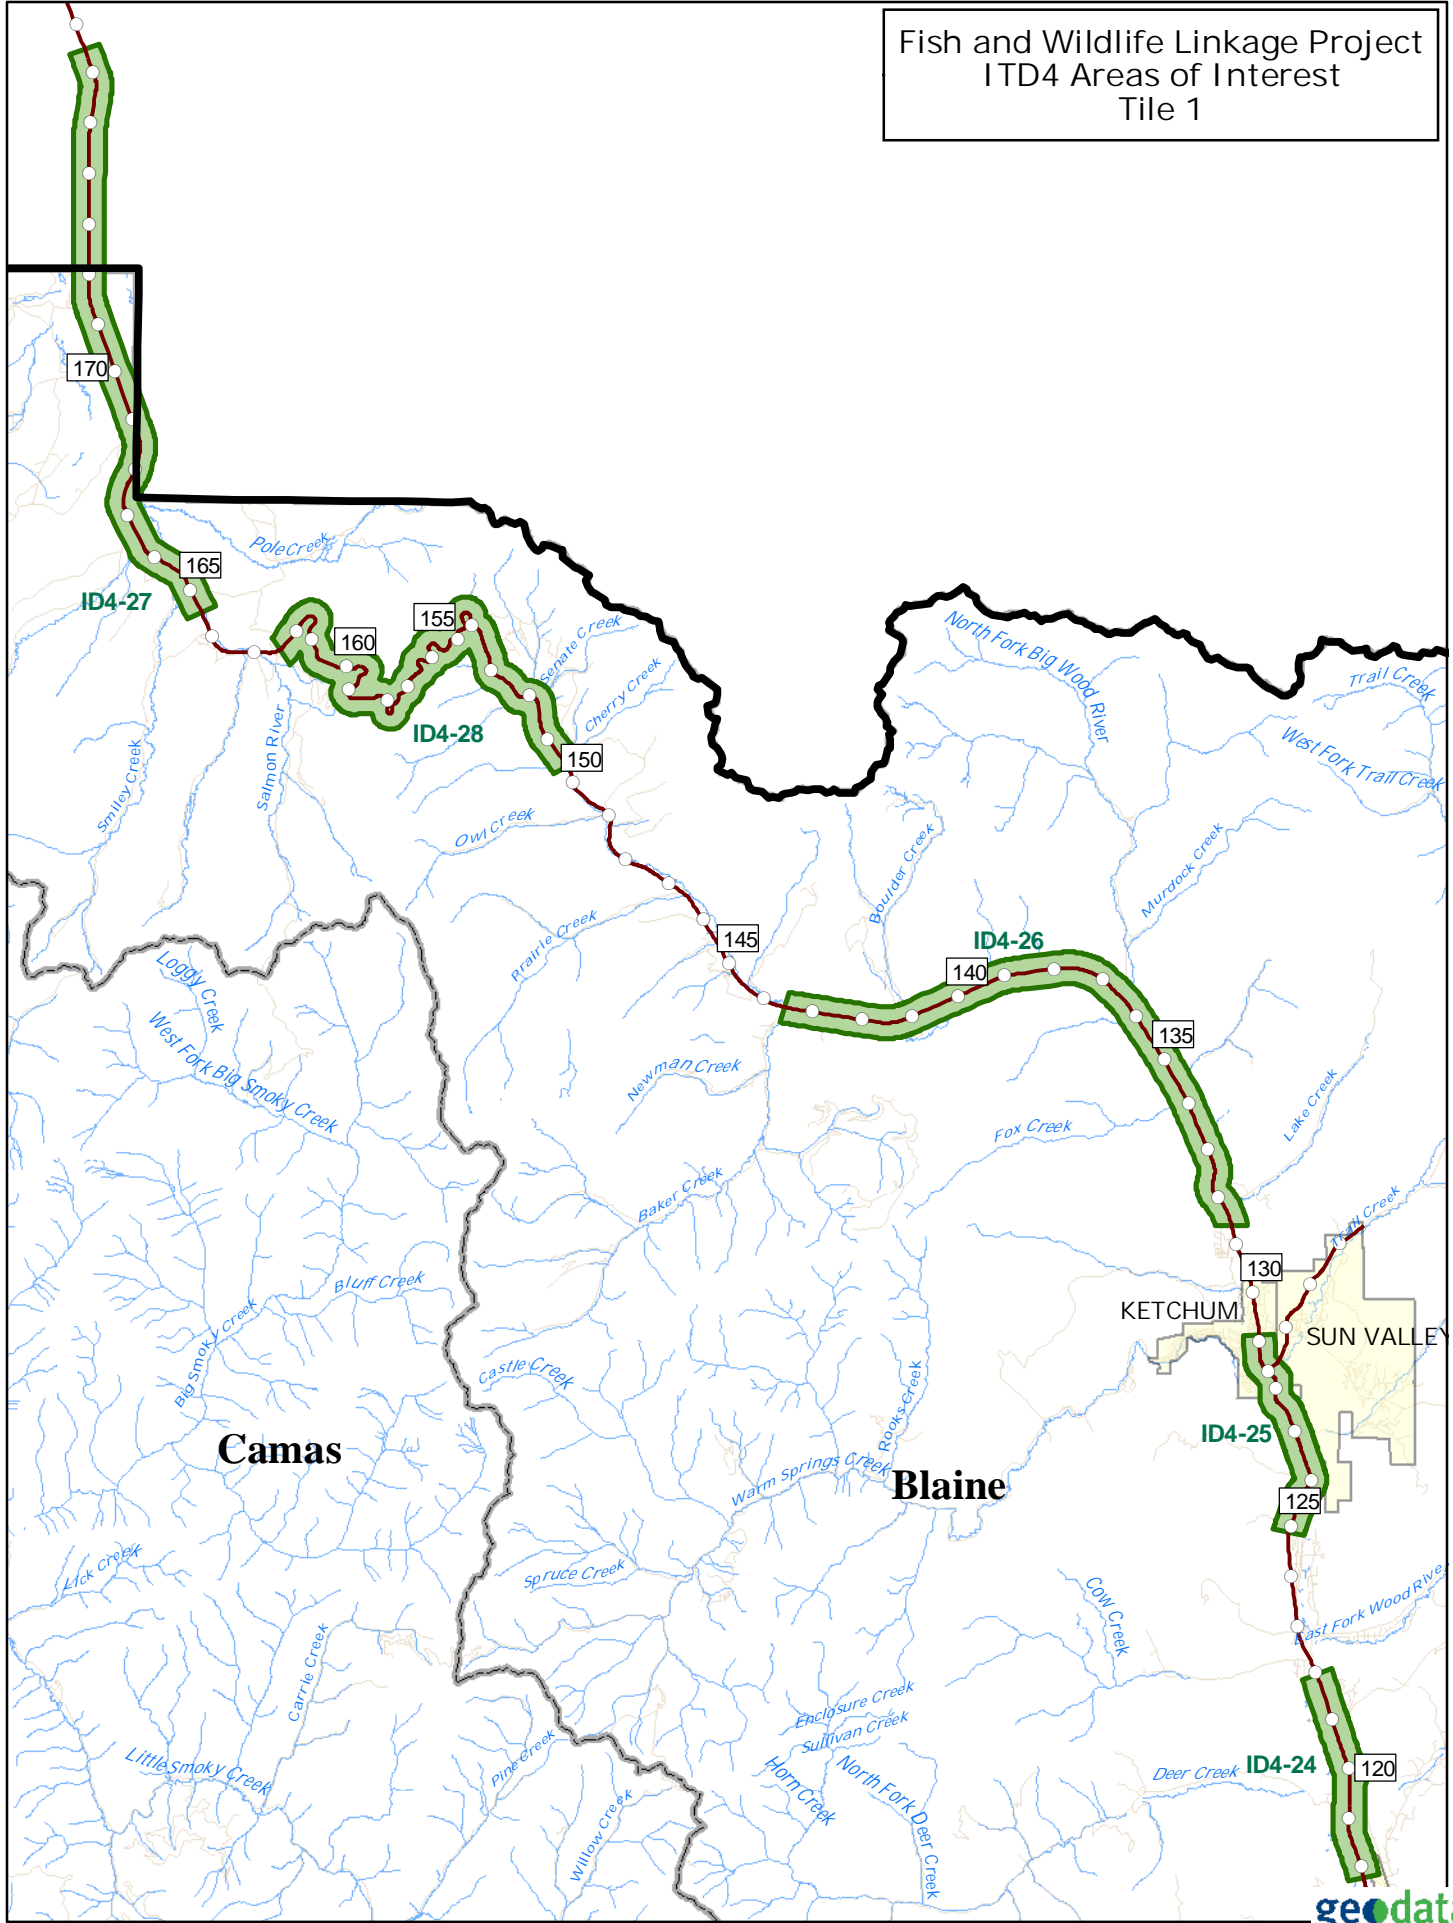 Fish and Wildlife Linkage Project
ITD4 Areas of Interest
Tile 1
170
Pole Creek
165
ID4-27
155
160
Senate Creek
North Fork Big Wood River
Trail Creek
Cherry Creek
ID4-28
Salmon River
150
West Fork Trail Creek
Smiley Creek
Owl Creek
Boulder Creek
Murdock Creek
Prairie Creek
145
ID4-26
140
Loggy Creek
West Fork Big Smoky Creek
135
Newman Creek
Lake Creek
Fox Creek
Baker Creek
Trail Creek
130
Bluff Creek
KETCHUM
SUN VALLEY
Big Smoky Creek
Castle Creek
Rooks Creek
ID4-25
Camas
Warm Springs Creek
Blaine
125
Lick Creek
Spruce Creek
Cow Creek
East Fork Wood Rive
Carrie Creek
Enclosure Creek
Sullivan Creek
Pine Creek
Little Smoky Creek
Horn Creek
North Fork Deer Creek
Deer Creek
ID4-24
120
Willow Creek
geodat